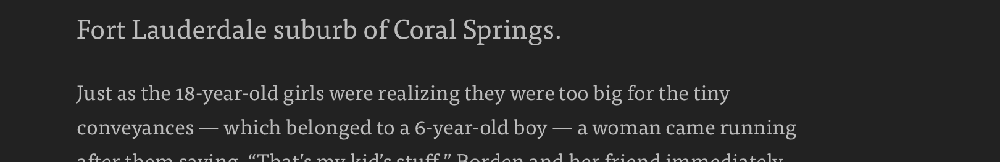 Fort Lauderdale suburb of Coral Springs.
Just as the 18-year-old girls were realizing they were too big for the tiny
conveyances — which belonged to a 6-year-old boy — a woman came running
after them saying, “That’s my kid’s stuff.” Borden and her friend immediately